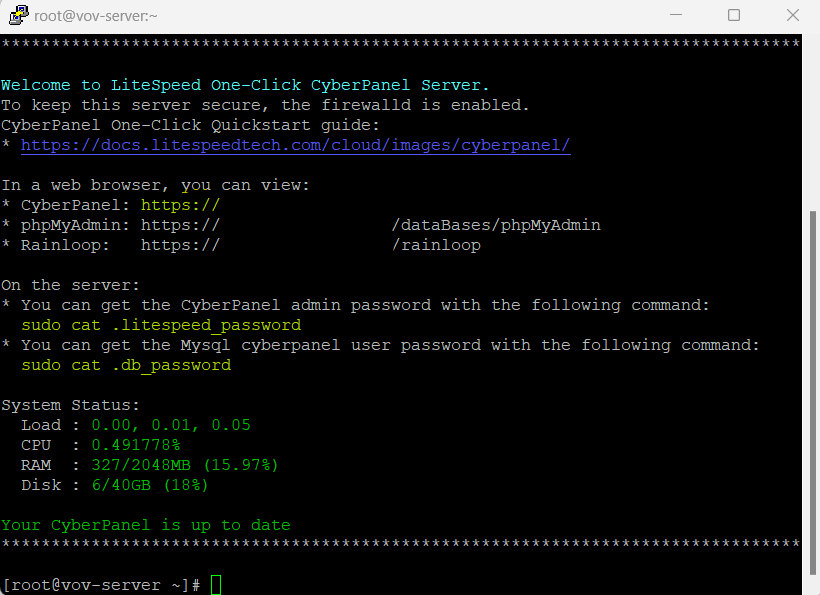 root@vov-server:~
********************************************************************************
Welcome to LiteSpeed One-Click CyberPanel Server.
To keep this server secure, the firewalld is enabled.
CyberPanel One-Click Quickstart guide:
* https://docs.litespeedtech.com/cloud/images/cyberpanel/
In a web browser, you can view:
* CyberPanel: https://
* phpMyAdmin: https:// /dataBases/phpMyAdmin
* Rainloop: https:// /rainloop
On the server:
* You can get the CyberPanel admin password with the following command:
sudo cat .litespeed_password
* You can get the Mysql cyberpanel user password with the following command:
sudo cat .db_password
System Status:
Load : 0.00, 0.01, 0.05
CPU : 0.491778%
RAM : 327/2048MB (15.97%)
Disk : 6/40GB (18%)
Your CyberPanel is up to date
********************************************************************************
[root@vov-server ~]#